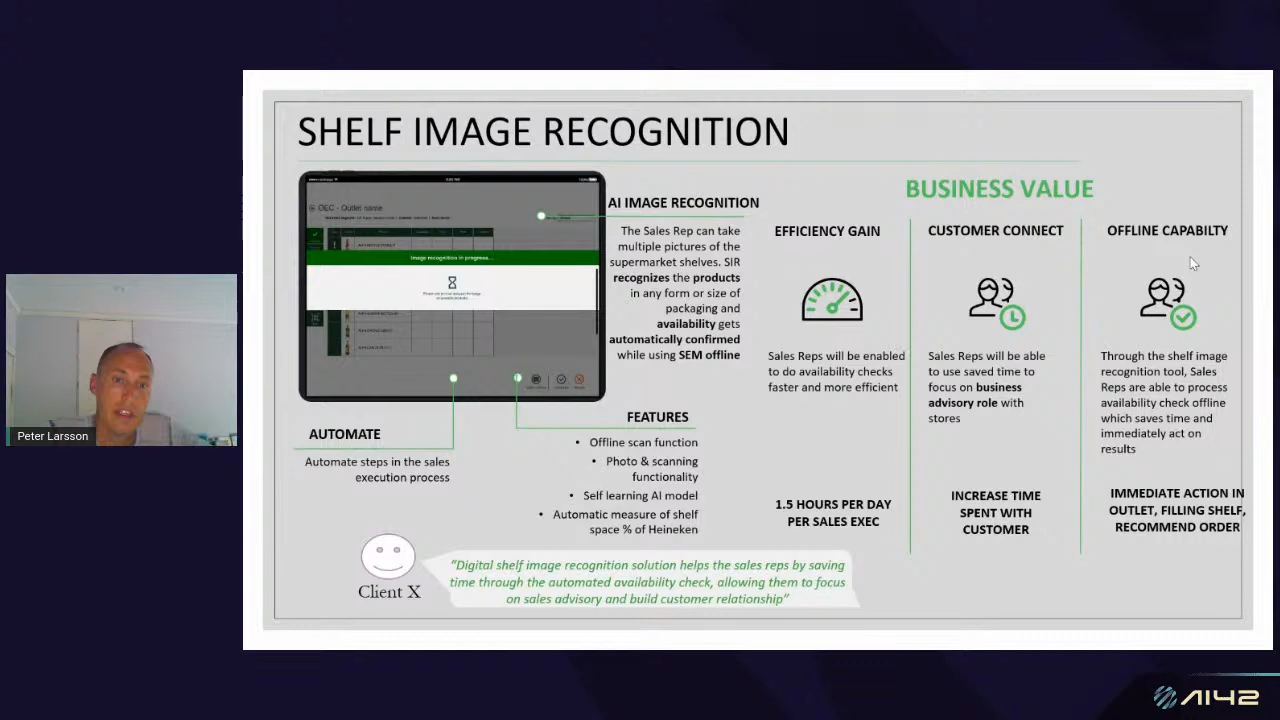 SHELF IMAGE RECOGNITION
OEC - Outlet name
Image recognition in progress...
AI IMAGE RECOGNITION
The Sales Rep can take
multiple pictures of the
supermarket shelves. SIR
recognizes the products
in any form or size of
packaging and
availability gets
automatically confirmed
while using SEM offline
AUTOMATE
Automate steps in the sales
execution process
FEATURES
• Offline scan function
• Photo & scanning
functionality
• Self learning AI model
• Automatic measure of shelf
space % of Heineken
BUSINESS VALUE
EFFICIENCY GAIN
Sales Reps will be enabled
to do availability checks
faster and more efficient
1.5 HOURS PER DAY
PER SALES EXEC
CUSTOMER CONNECT
Sales Reps will be able
to use saved time to
focus on business
advisory role with
stores
INCREASE TIME
SPENT WITH
CUSTOMER
OFFLINE CAPABILTY
Through the shelf image
recognition tool, Sales
Reps are able to process
availability check offline
which saves time and
immediately act on
results
IMMEDIATE ACTION IN
OUTLET, FILLING SHELF,
RECOMMEND ORDER
Client X
"Digital shelf image recognition solution helps the sales reps by saving
time through the automated availability check, allowing them to focus
on sales advisory and build customer relationship"
Peter Larsson
AI42